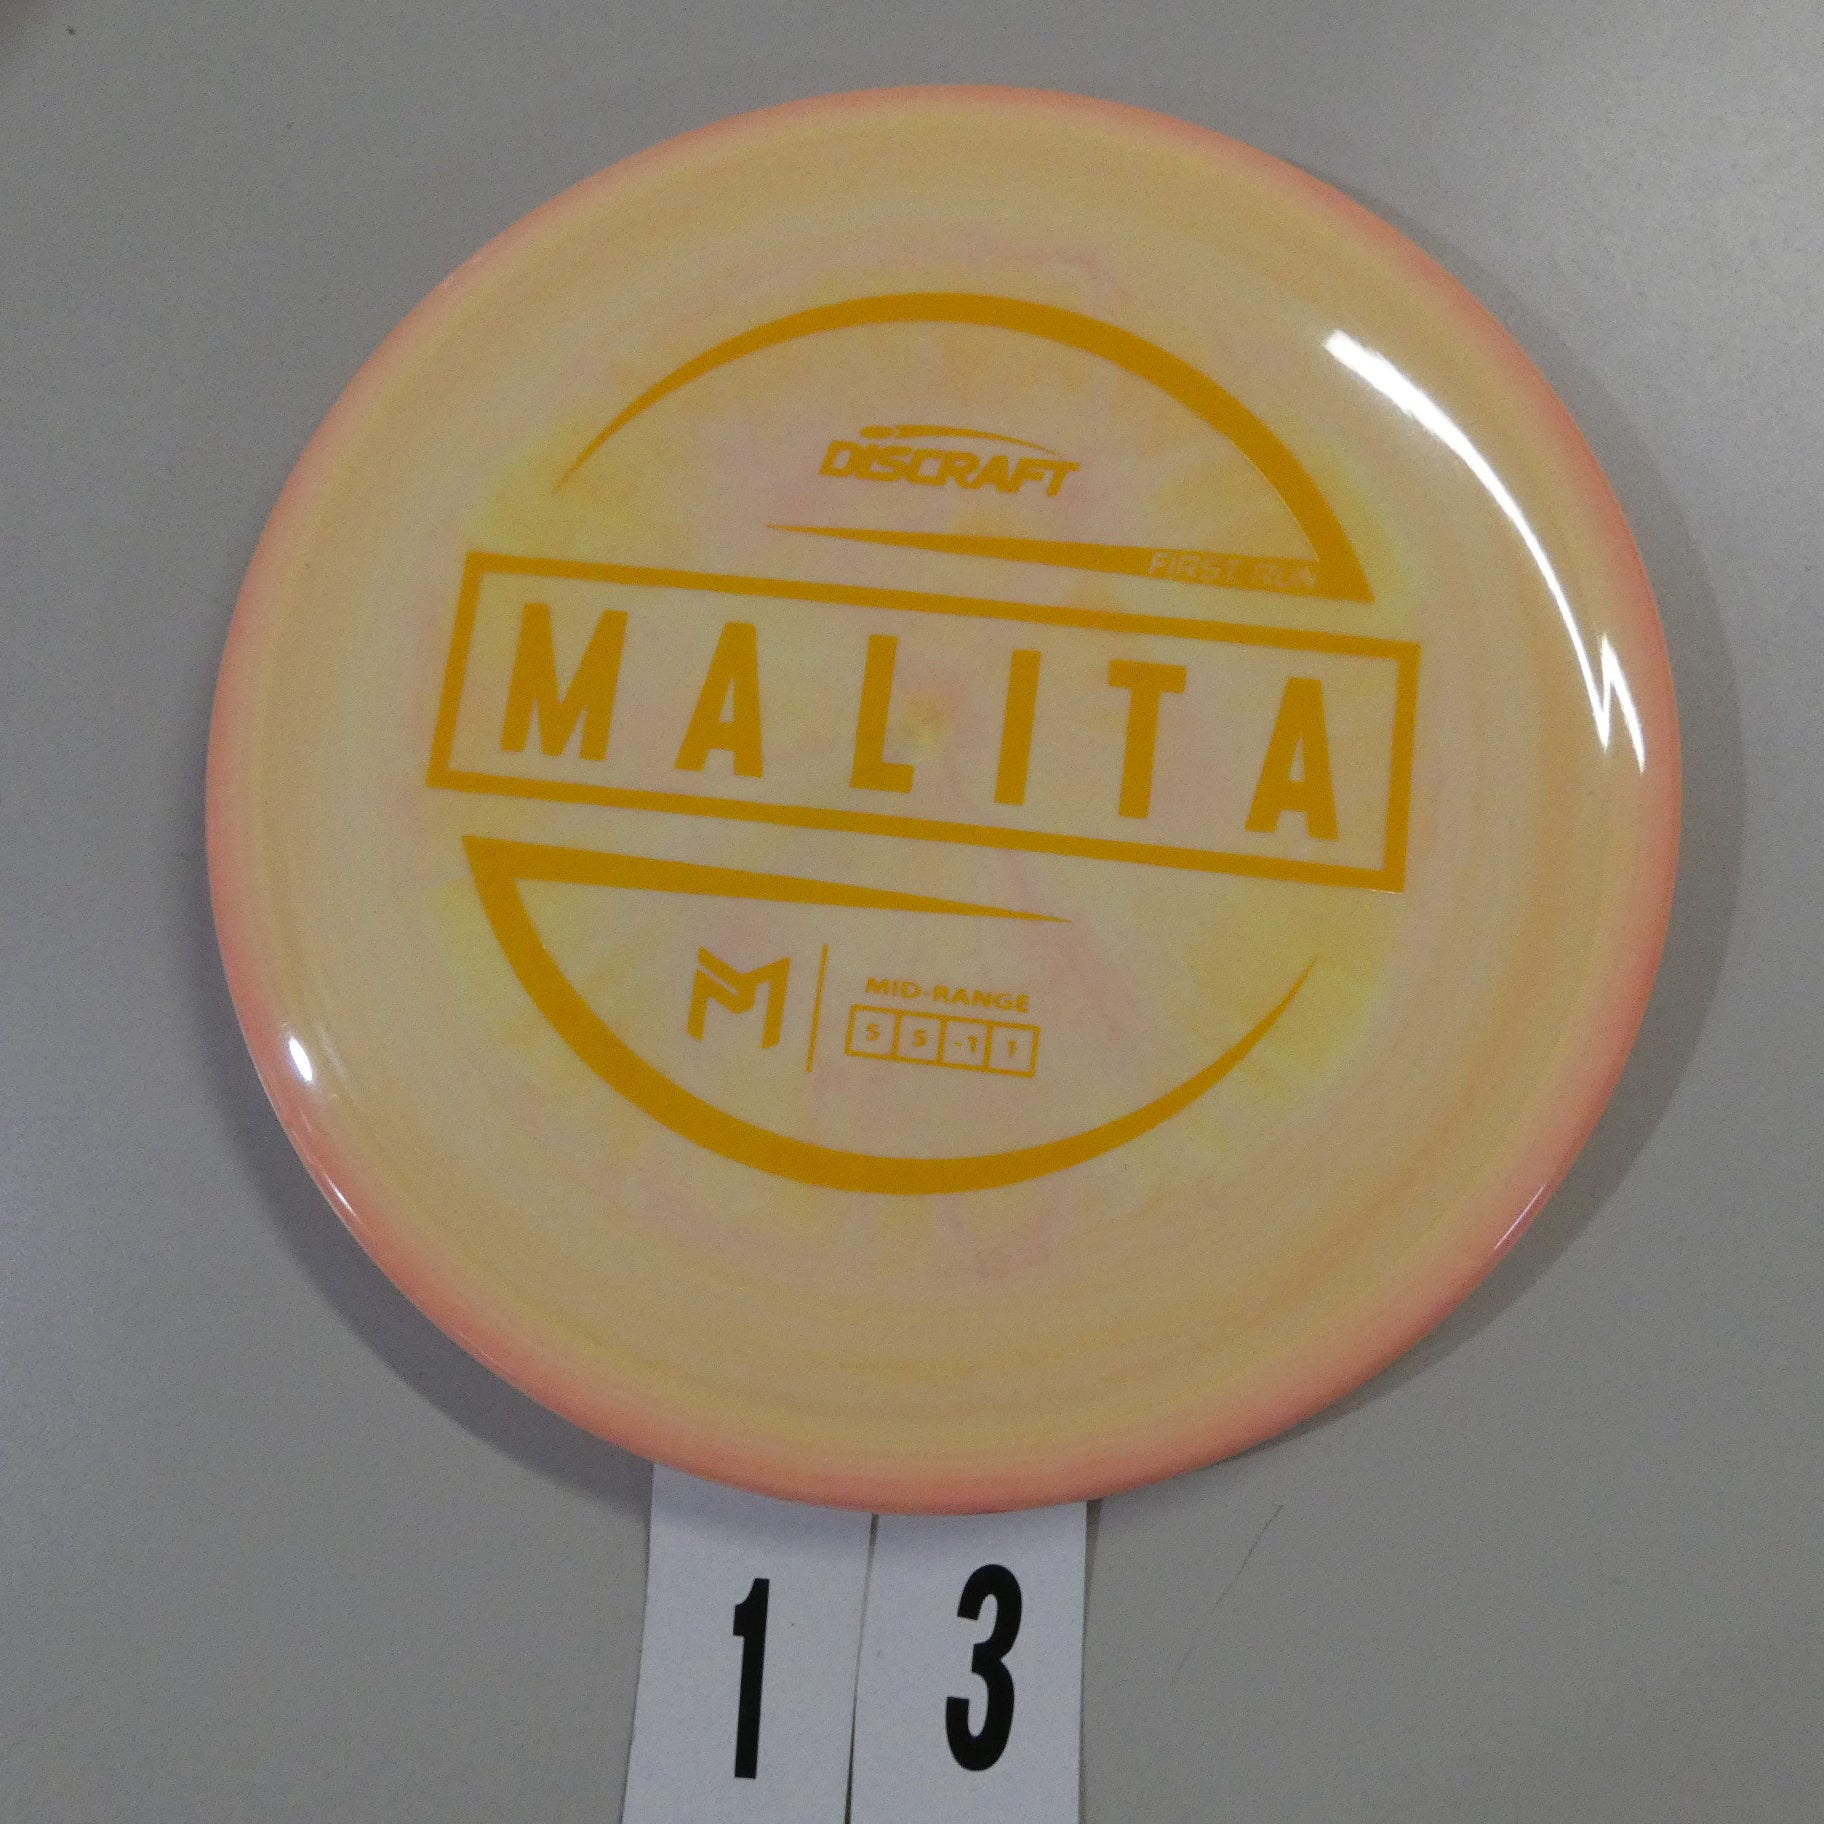 DISCRAFT
FIRST RUN
MALITA
MID-RANGE
5 5 -1 1
1 3